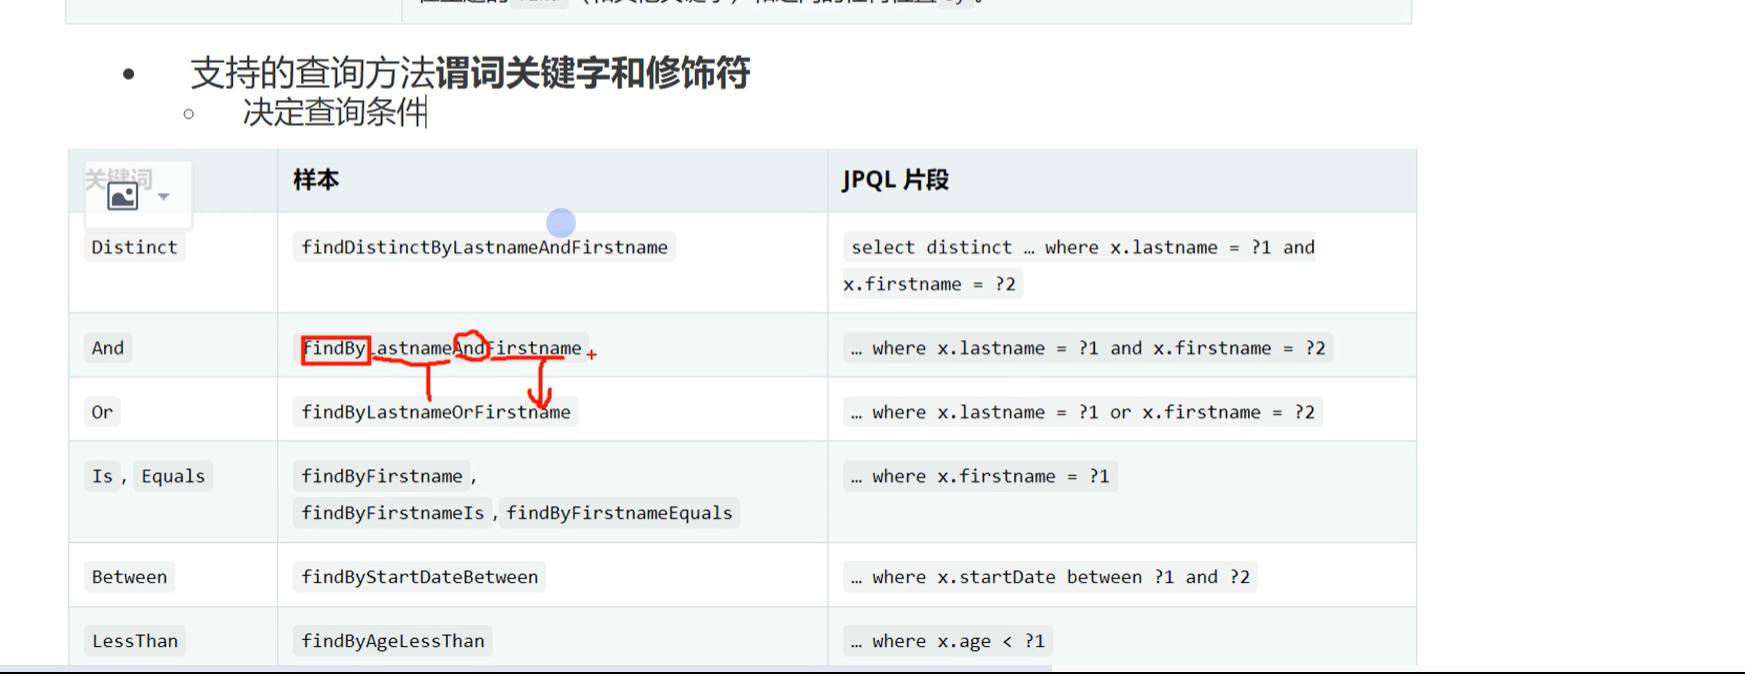 支持的查询方法谓词关键字和修饰符
决定查询条件
关键词 样本 JPQL 片段
Distinct findDistinctByLastnameAndFirstname select distinct … where x.lastname = ?1 and
x.firstname = ?2
And findByLastnameAndFirstname … where x.lastname = ?1 and x.firstname = ?2
Or findByLastnameOrFirstname … where x.lastname = ?1 or x.firstname = ?2
Is , Equals findByFirstname , … where x.firstname = ?1
findByFirstnameIs , findByFirstnameEquals
Between findByStartDateBetween … where x.startDate between ?1 and ?2
LessThan findByAgeLessThan … where x.age < ?1